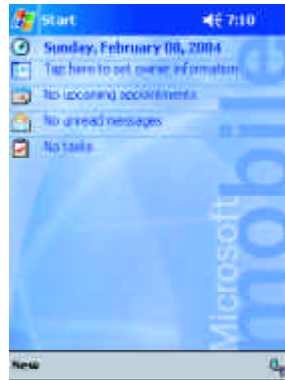 Start 7:10
Sunday, February 08, 2004
Tap here to set owner information
No upcoming appointments
No unread messages
No tasks
Microsoft
mobile
New